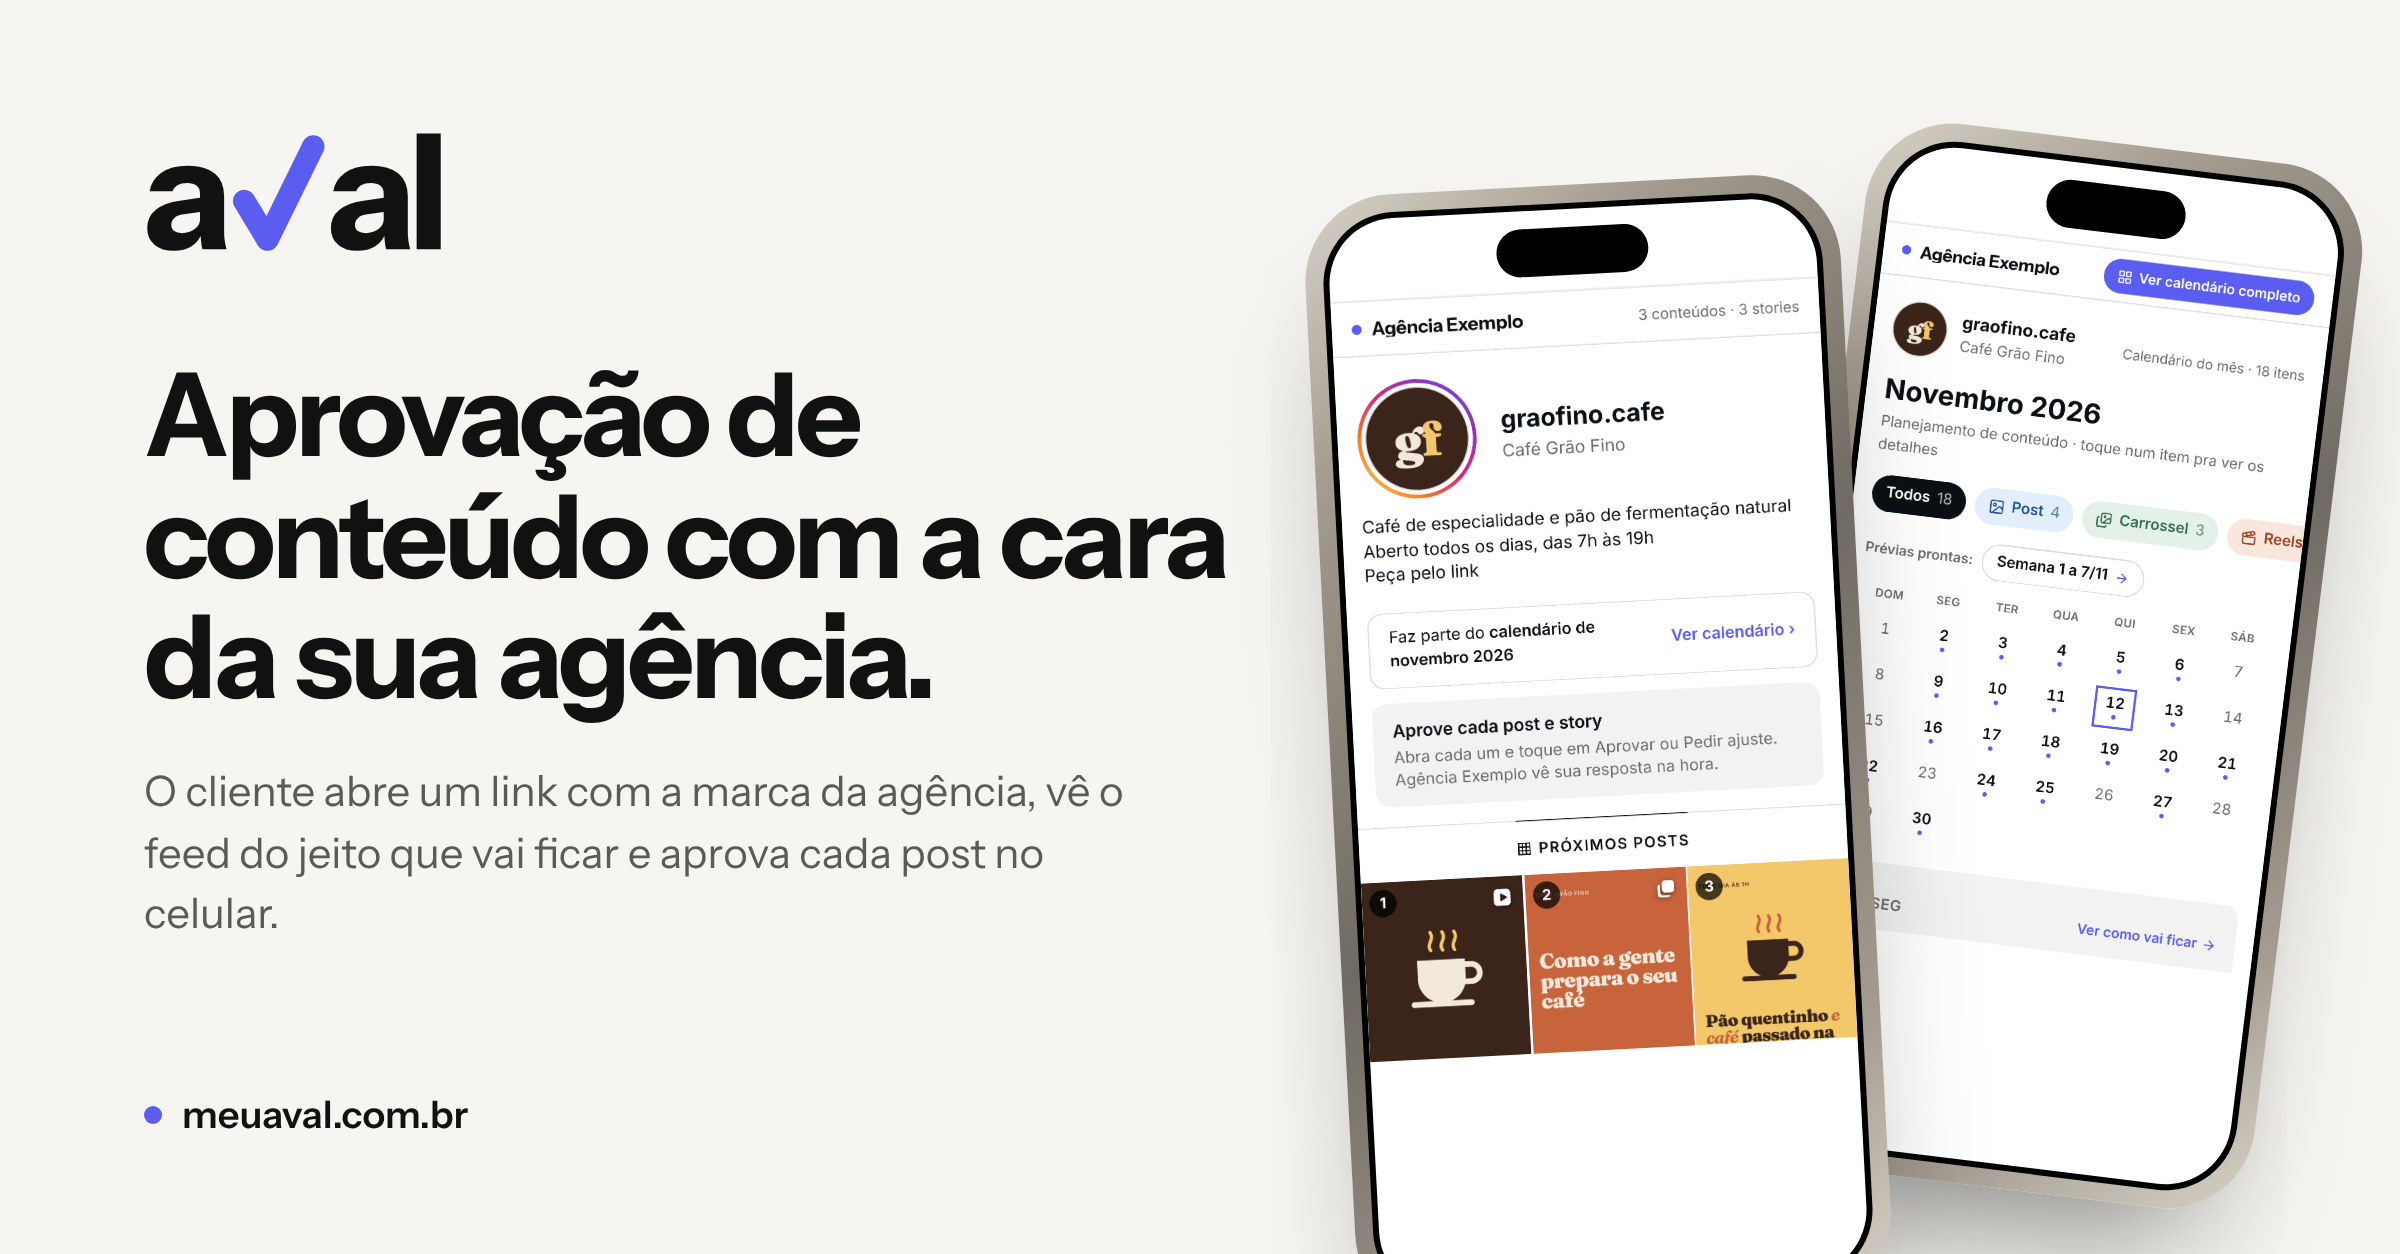 aval
Aprovação de
conteúdo com a cara
da sua agência.
O cliente abre um link com a marca da agência, vê o
feed do jeito que vai ficar e aprova cada post no
celular.
meuaval.com.br
Agência Exemplo
3 conteúdos · 3 stories
gf
graofino.cafe
Café Grão Fino
Café de especialidade e pão de fermentação natural
Aberto todos os dias, das 7h às 19h
Peça pelo link
Faz parte do calendário de
novembro 2026
Ver calendário ›
Aprove cada post e story
Abra cada um e toque em Aprovar ou Pedir ajuste.
Agência Exemplo vê sua resposta na hora.
PRÓXIMOS POSTS
1
2
Como a gente
prepara o seu
café
3
Pão quentinho e
café passado na
Agência Exemplo
Ver calendário completo
gf
graofino.cafe
Café Grão Fino
Calendário do mês · 18 itens
Novembro 2026
Planejamento de conteúdo · toque num item pra ver os
detalhes
Todos 18
Post 4
Carrossel 3
Reels
Prévias prontas:
Semana 1 a 7/11 →
DOM SEG TER QUA QUI SEX SÁB
1 2 3 4 5 6 7
8 9 10 11 12 13 14
15 16 17 18 19 20 21
23 24 25 26 27 28
30
SEG
Ver como vai ficar →